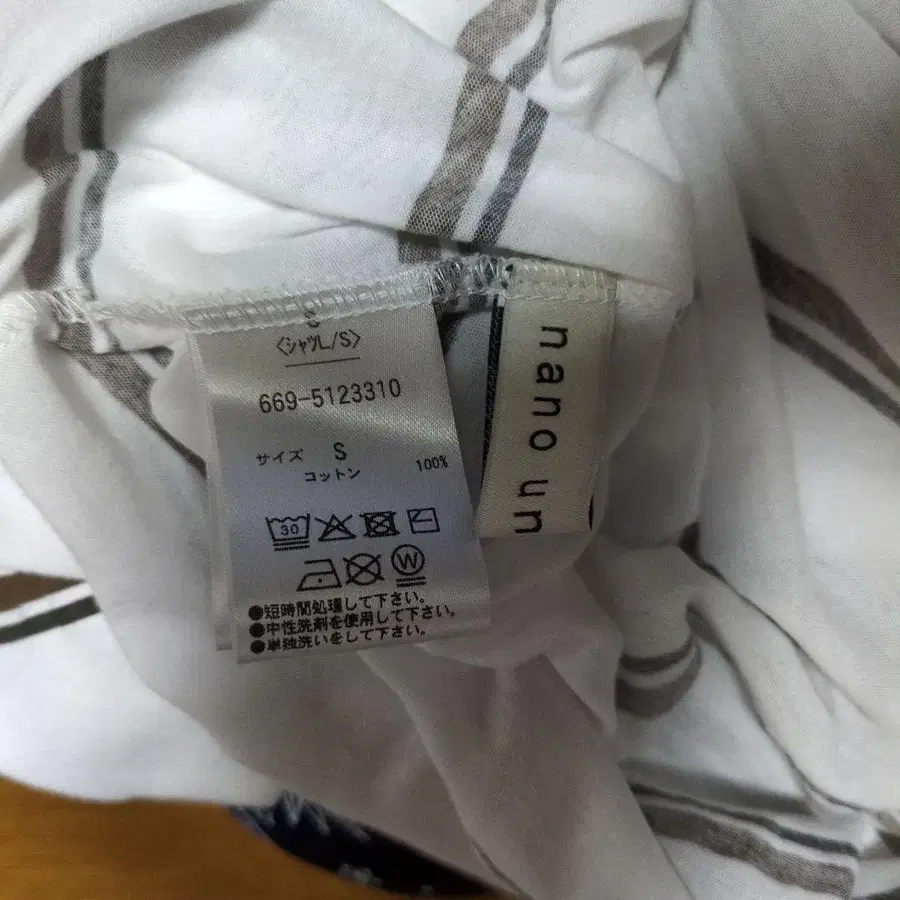 S
〈シャツL/S〉
669-5123310
サイズ S
コットン 100%
30
W
●短時間処理して下さい。
●中性洗剤を使用して下さい。
●単独洗いをして下さい。
nano un